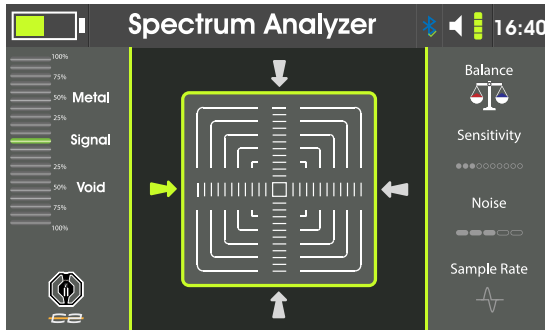 Spectrum Analyzer
16:40
100%
75%
50% Metal
25%
Signal
25%
50% Void
75%
100%
C2
Balance
Sensitivity
Noise
Sample Rate